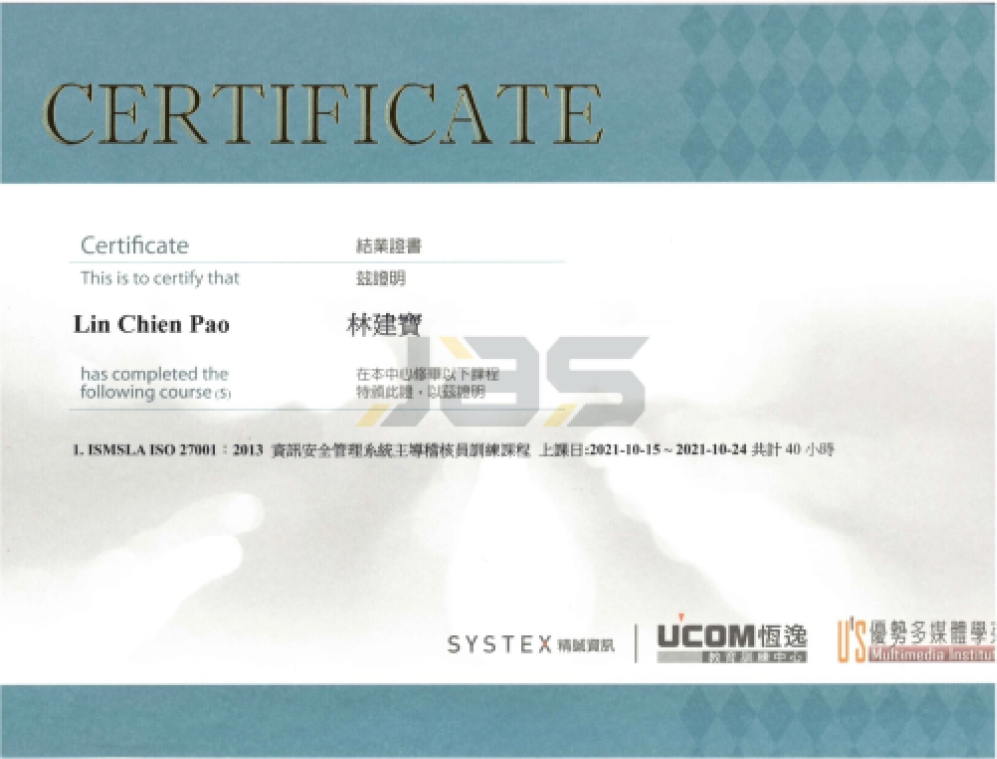 CERTIFICATE
Certificate 結業證書
This is to certify that 茲證明
Lin Chien Pao 林建寶
has completed the 在本中心修畢以下課程
following course(s) 特頒此證，以茲證明
JBS
1. ISMSLA ISO 27001：2013 資訊安全管理系統主導稽核員訓練課程 上課日:2021-10-15 ~ 2021-10-24 共計 40 小時
SYSTEX 精誠資訊
UCOM恆逸
教育訓練中心
U'S 優勢多媒體學
Multimedia Institu